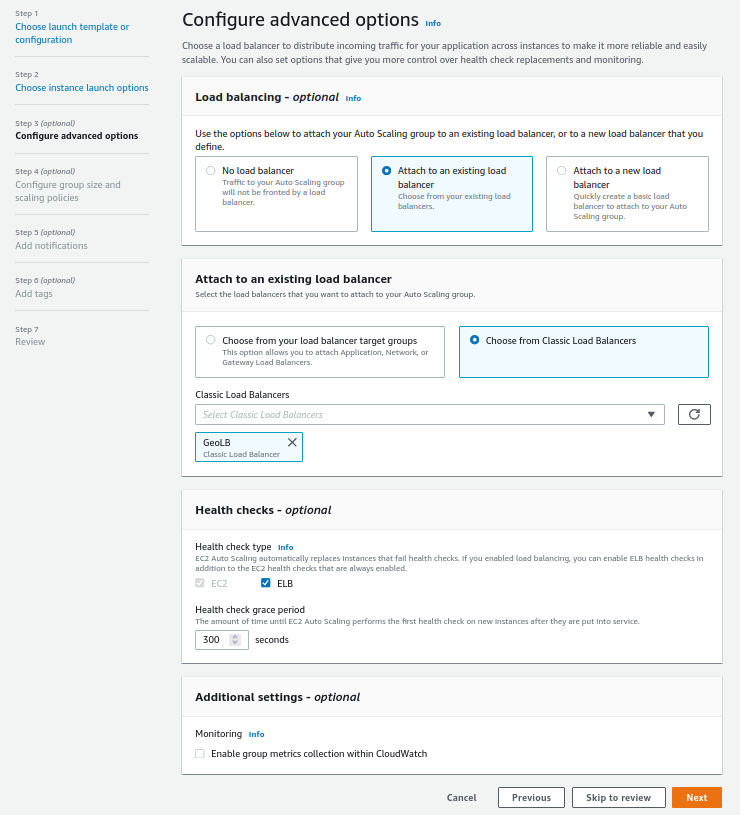 Step 1
Choose launch template or
configuration
Step 2
Choose instance launch options
Step 3 (optional)
Configure advanced options
Step 4 (optional)
Configure group size and
scaling policies
Step 5 (optional)
Add notifications
Step 6 (optional)
Add tags
Step 7
Review
Configure advanced options Info
Choose a load balancer to distribute incoming traffic for your application across instances to make it more reliable and easily
scalable. You can also set options that give you more control over health check replacements and monitoring.
Load balancing - optional Info
Use the options below to attach your Auto Scaling group to an existing load balancer, or to a new load balancer that you
define.
No load balancer
Traffic to your Auto Scaling group
will not be fronted by a load
balancer.
Attach to an existing load
balancer
Choose from your existing load
balancers.
Attach to a new load
balancer
Quickly create a basic load
balancer to attach to your Auto
Scaling group.
Attach to an existing load balancer
Select the load balancers that you want to attach to your Auto Scaling group.
Choose from your load balancer target groups
This option allows you to attach Application, Network, or
Gateway Load Balancers.
Choose from Classic Load Balancers
Classic Load Balancers
Select Classic Load Balancers
GeoLB
Classic Load Balancer
Health checks - optional
Health check type Info
EC2 Auto Scaling automatically replaces instances that fail health checks. If you enabled load balancing, you can enable ELB health checks in
addition to the EC2 health checks that are always enabled.
EC2 ELB
Health check grace period
The amount of time until EC2 Auto Scaling performs the first health check on new instances after they are put into service.
300 seconds
Additional settings - optional
Monitoring Info
Enable group metrics collection within CloudWatch
Cancel Previous Skip to review Next